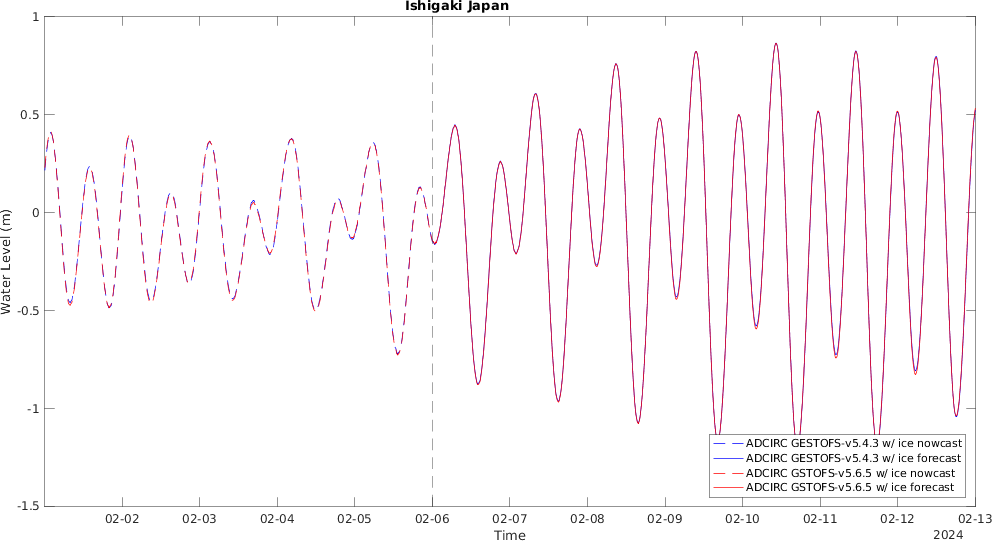 Ishigaki Japan
Water Level (m)
1
0.5
0
-0.5
-1
-1.5
02-02
02-03
02-04
02-05
02-06
02-07
02-08
02-09
02-10
02-11
02-12
02-13
Time
2024
ADCIRC GESTOFS-v5.4.3 w/ ice nowcast
ADCIRC GESTOFS-v5.4.3 w/ ice forecast
ADCIRC GSTOFS-v5.6.5 w/ ice nowcast
ADCIRC GSTOFS-v5.6.5 w/ ice forecast